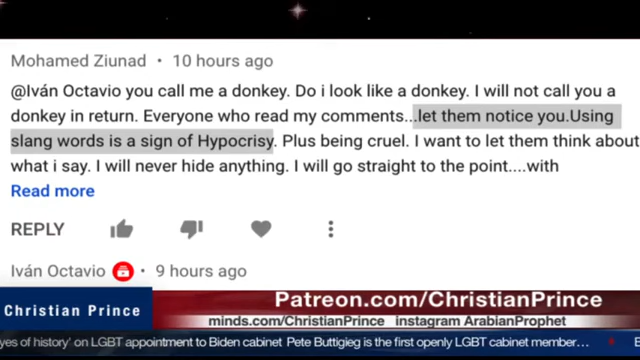 Mohamed Ziunad • 10 hours ago
@Iván Octavio you call me a donkey. Do i look like a donkey. I will not call you a
donkey in return. Everyone who read my comments...let them notice you.Using
slang words is a sign of Hypocrisy. Plus being cruel. I want to let them think about
what i say. I will never hide anything. I will go straight to the point....with
Read more
REPLY
Iván Octavio • 9 hours ago
Christian Prince
Patreon.com/ChristianPrince
minds.com/ChristianPrince instagram ArabianProphet
yes of history' on LGBT appointment to Biden cabinet Pete Buttigieg is the first openly LGBT cabinet member...